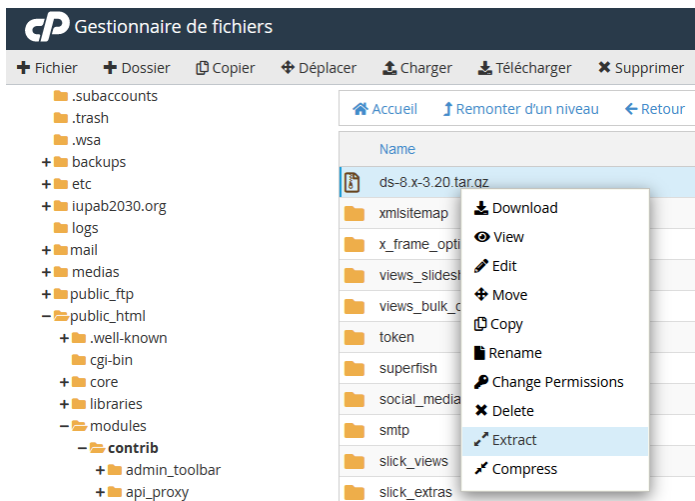 cP Gestionnaire de fichiers
Fichier Dossier Copier Déplacer Charger Télécharger Supprimer
.subaccounts
.trash
.wsa
backups
etc
iupab2030.org
logs
mail
medias
public_ftp
public_html
.well-known
cgi-bin
core
libraries
modules
contrib
admin_toolbar
api_proxy
Accueil Remonter d'un niveau Retour
Name
ds-8.x-3.20.tar.gz
xmlsitemap
x_frame_opti
views_slidesh
views_bulk_o
token
superfish
social_media
smtp
slick_views
slick_extras
Download
View
Edit
Move
Copy
Rename
Change Permissions
Delete
Extract
Compress